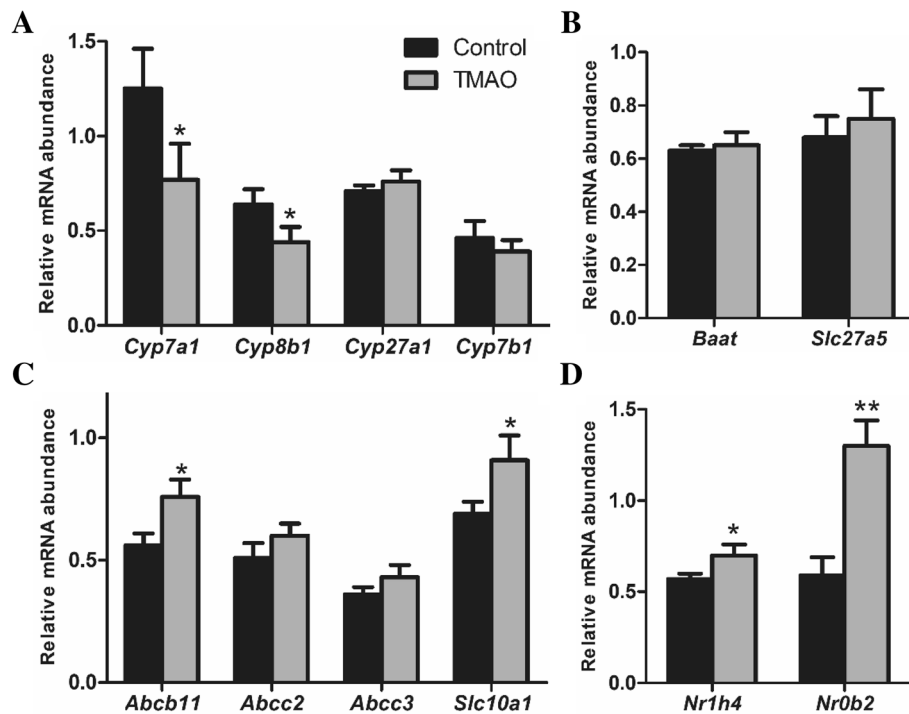 A
Relative mRNA abundance
1.5
1.0
0.5
0.0
Control
TMAO
*
*
Cyp7a1 Cyp8b1 Cyp27a1 Cyp7b1
B
Relative mRNA abundance
1.0
0.8
0.6
0.4
0.2
0.0
Baat Slc27a5
C
Relative mRNA abundance
1.0
0.5
0.0
*
*
Abcb11 Abcc2 Abcc3 Slc10a1
D
Relative mRNA abundance
1.5
1.0
0.5
0.0
*
**
Nr1h4 Nr0b2